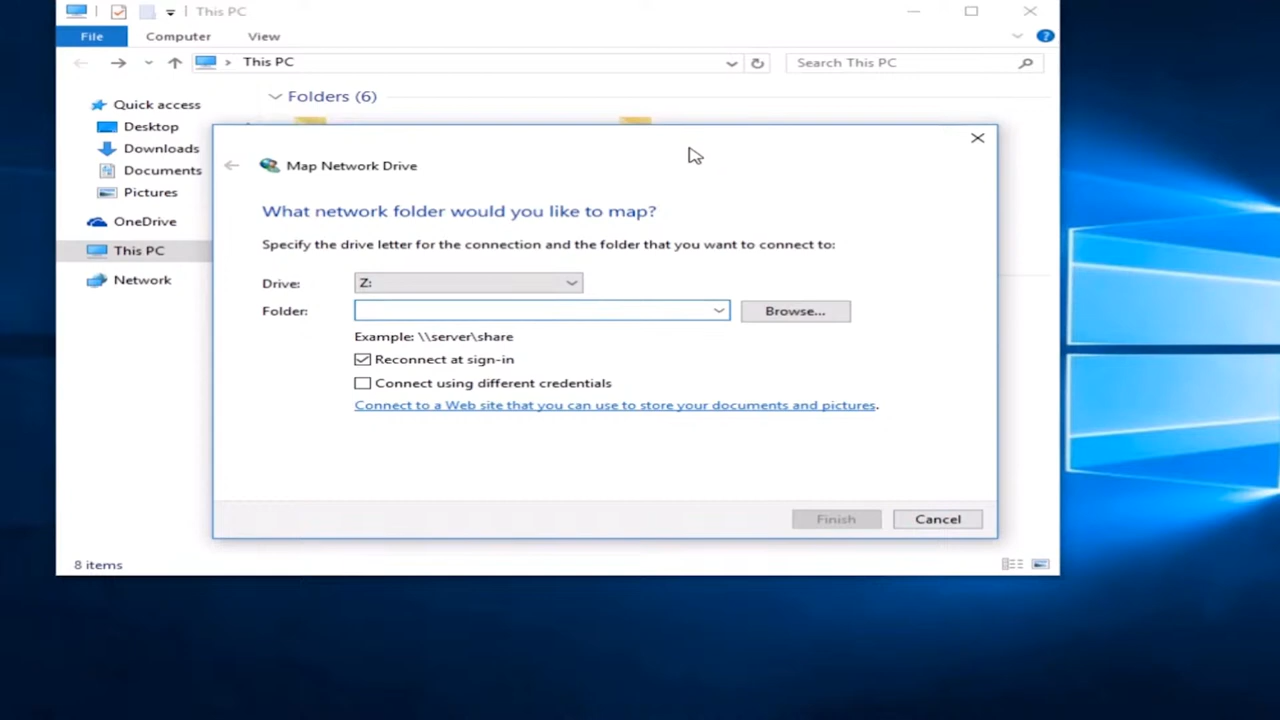 This PC
File Computer View
This PC Search This PC
Quick access
Desktop
Downloads
Documents
Pictures
OneDrive
This PC
Network
Folders (6)
Map Network Drive
What network folder would you like to map?
Specify the drive letter for the connection and the folder that you want to connect to:
Drive: Z:
Folder: Browse...
Example: \\server\share
Reconnect at sign-in
Connect using different credentials
Connect to a Web site that you can use to store your documents and pictures.
Finish Cancel
8 items